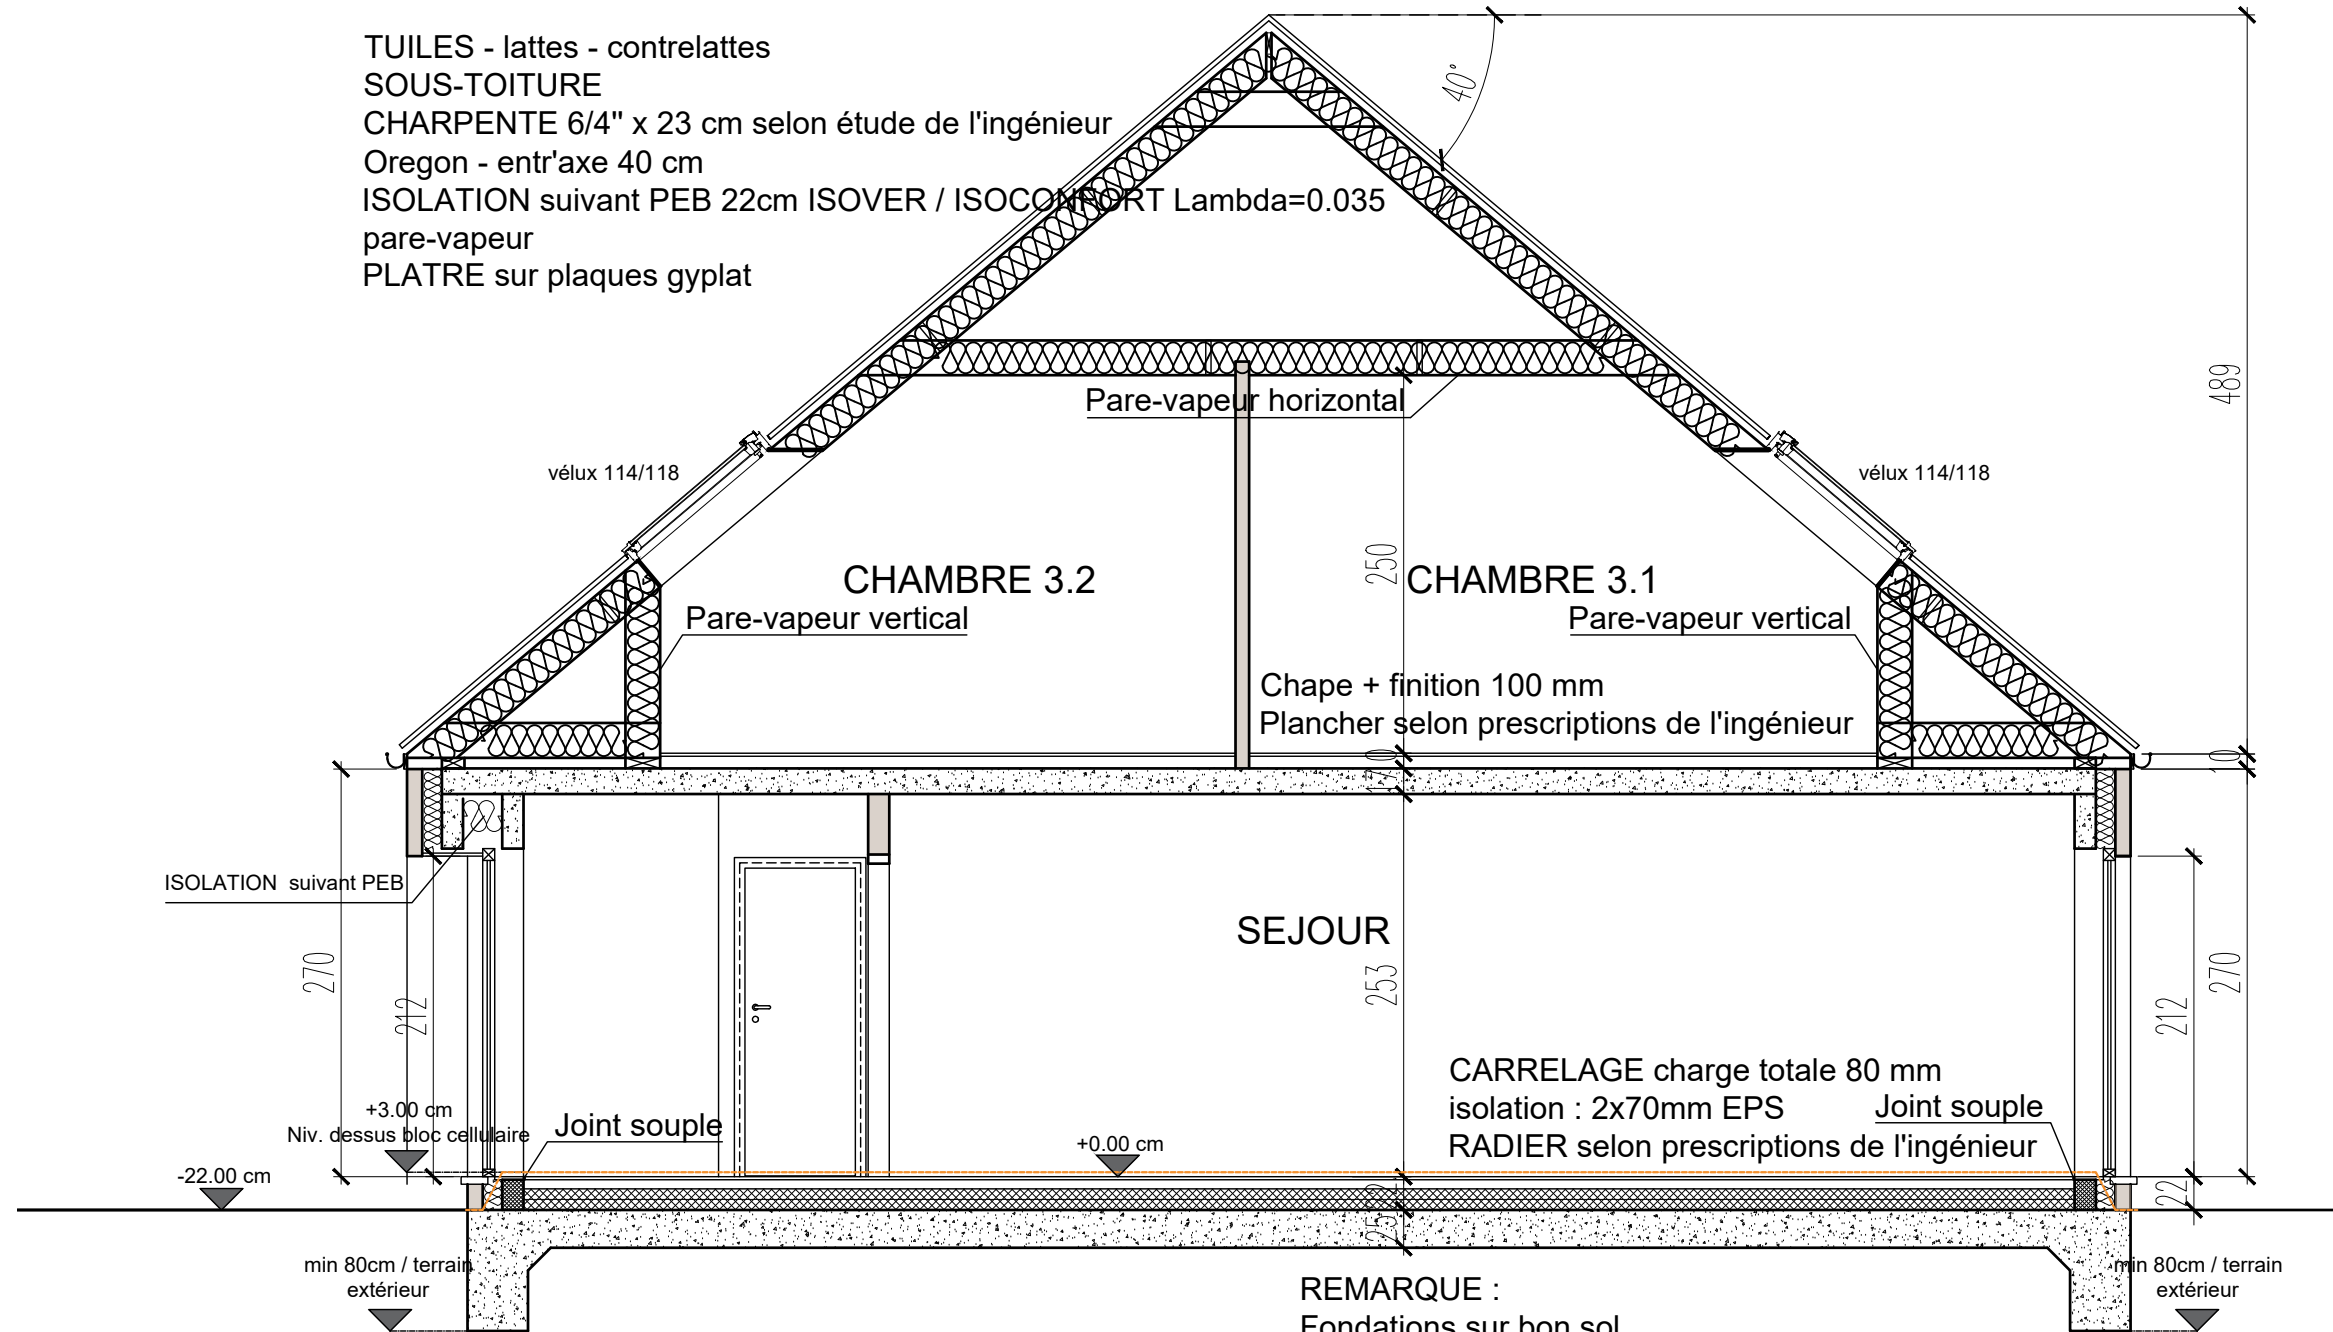 TUILES - lattes - contrelattes
SOUS-TOITURE
CHARPENTE 6/4" x 23 cm selon étude de l'ingénieur
Oregon - entr'axe 40 cm
ISOLATION suivant PEB 22cm ISOVER / ISOCONFORT Lambda=0.035
pare-vapeur
PLATRE sur plaques gyplat
40°
489
Pare-vapeur horizontal
vélux 114/118
vélux 114/118
250
CHAMBRE 3.2
CHAMBRE 3.1
Pare-vapeur vertical
Pare-vapeur vertical
Chape + finition 100 mm
Plancher selon prescriptions de l'ingénieur
10
17
10
ISOLATION suivant PEB
SEJOUR
270
212
253
212
270
CARRELAGE charge totale 80 mm
isolation : 2x70mm EPS
Joint souple
RADIER selon prescriptions de l'ingénieur
+3.00 cm
Niv. dessus bloc cellulaire
Joint souple
+0.00 cm
-22.00 cm
22
25
22
min 80cm / terrain
extérieur
min 80cm / terrain
extérieur
REMARQUE :
Fondations sur bon sol